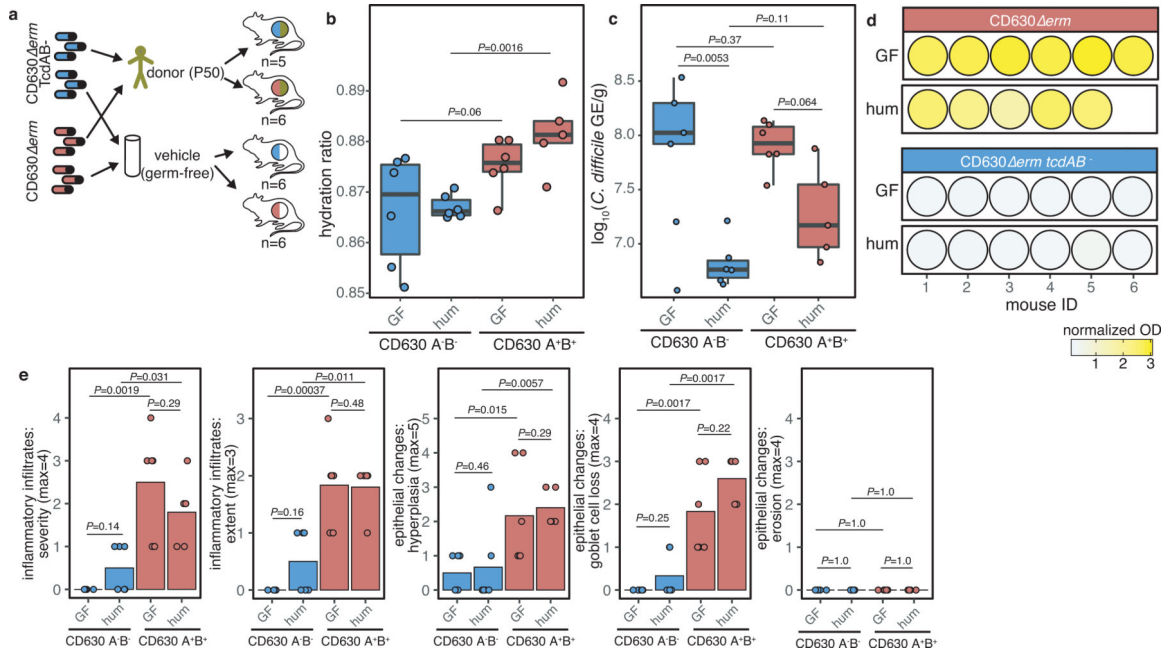 a
CD630Δerm
TcdAB-
CD630Δerm
donor (P50)
vehicle
(germ-free)
n=5
n=6
n=6
n=6
b
hydration ratio
0.89
0.88
0.87
0.86
0.85
P=0.0016
P=0.06
GF
hum
GF
hum
CD630 A-B-
CD630 A+B+
c
log10(C. difficile GE/g)
8.5
8.0
7.5
7.0
P=0.11
P=0.37
P=0.0053
P=0.064
GF
hum
GF
hum
CD630 A-B-
CD630 A+B+
d
CD630Δerm
GF
hum
CD630Δerm tcdAB -
GF
hum
1 2 3 4 5 6
mouse ID
normalized OD
1 2 3
e
inflammatory infiltrates:
severity (max=4)
4
3
2
1
0
P=0.031
P=0.0019
P=0.29
P=0.14
GF
hum
GF
hum
CD630 A-B-
CD630 A+B+
inflammatory infiltrates:
extent (max=3)
3
2
1
0
P=0.011
P=0.00037
P=0.48
P=0.16
GF
hum
GF
hum
CD630 A-B-
CD630 A+B+
epithelial changes:
hyperplasia (max=5)
5
4
3
2
1
0
P=0.0057
P=0.015
P=0.29
P=0.46
GF
hum
GF
hum
CD630 A-B-
CD630 A+B+
epithelial changes:
goblet cell loss (max=4)
4
3
2
1
0
P=0.0017
P=0.0017
P=0.22
P=0.25
GF
hum
GF
hum
CD630 A-B-
CD630 A+B+
epithelial changes:
erosion (max=4)
4
3
2
1
0
P=1.0
P=1.0
P=1.0
P=1.0
GF
hum
GF
hum
CD630 A-B-
CD630 A+B+